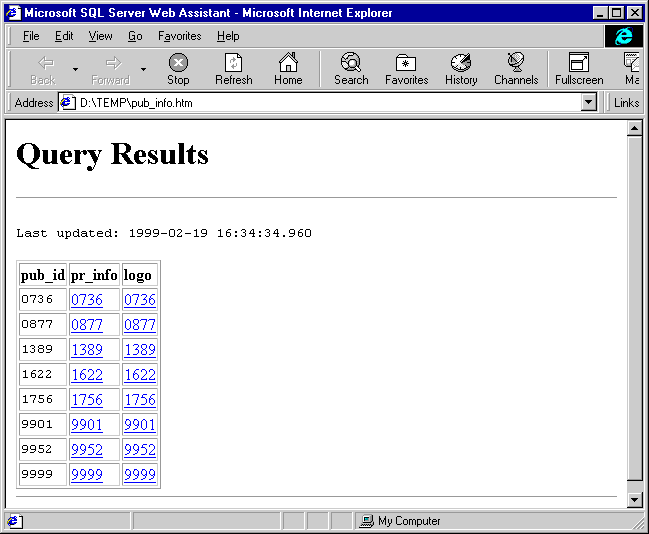 Microsoft SQL Server Web Assistant - Microsoft Internet Explorer
File Edit View Go Favorites Help
Back Forward Stop Refresh Home Search Favorites History Channels Fullscreen Ma
Address D:\TEMP\pub_info.htm Links
Query Results
Last updated: 1999-02-19 16:34:34.960
pub_id pr_info logo
0736 0736 0736
0877 0877 0877
1389 1389 1389
1622 1622 1622
1756 1756 1756
9901 9901 9901
9952 9952 9952
9999 9999 9999
My Computer